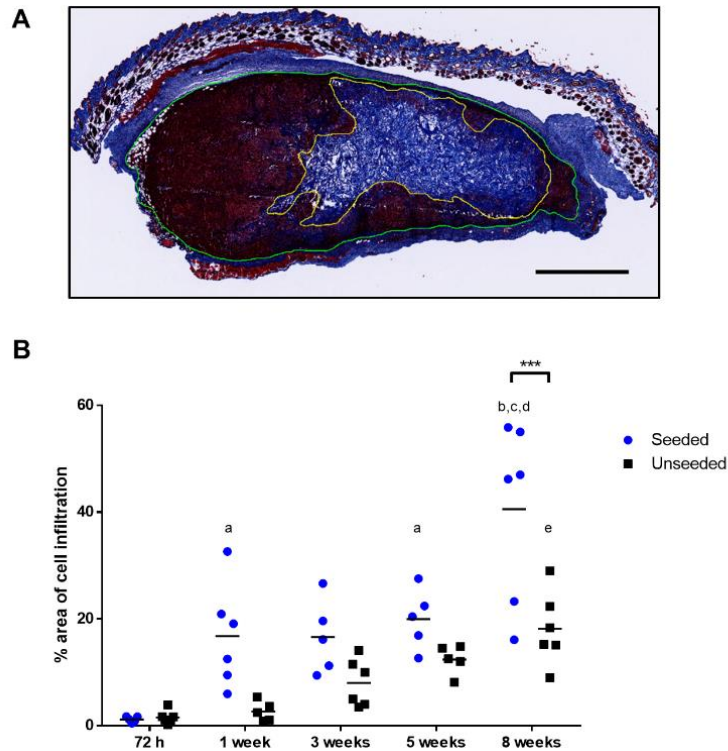 A
B
***
b,c,d
Seeded
Unseeded
60
40
20
0
% area of cell infiltration
a
a
e
72 h 1 week 3 weeks 5 weeks 8 weeks